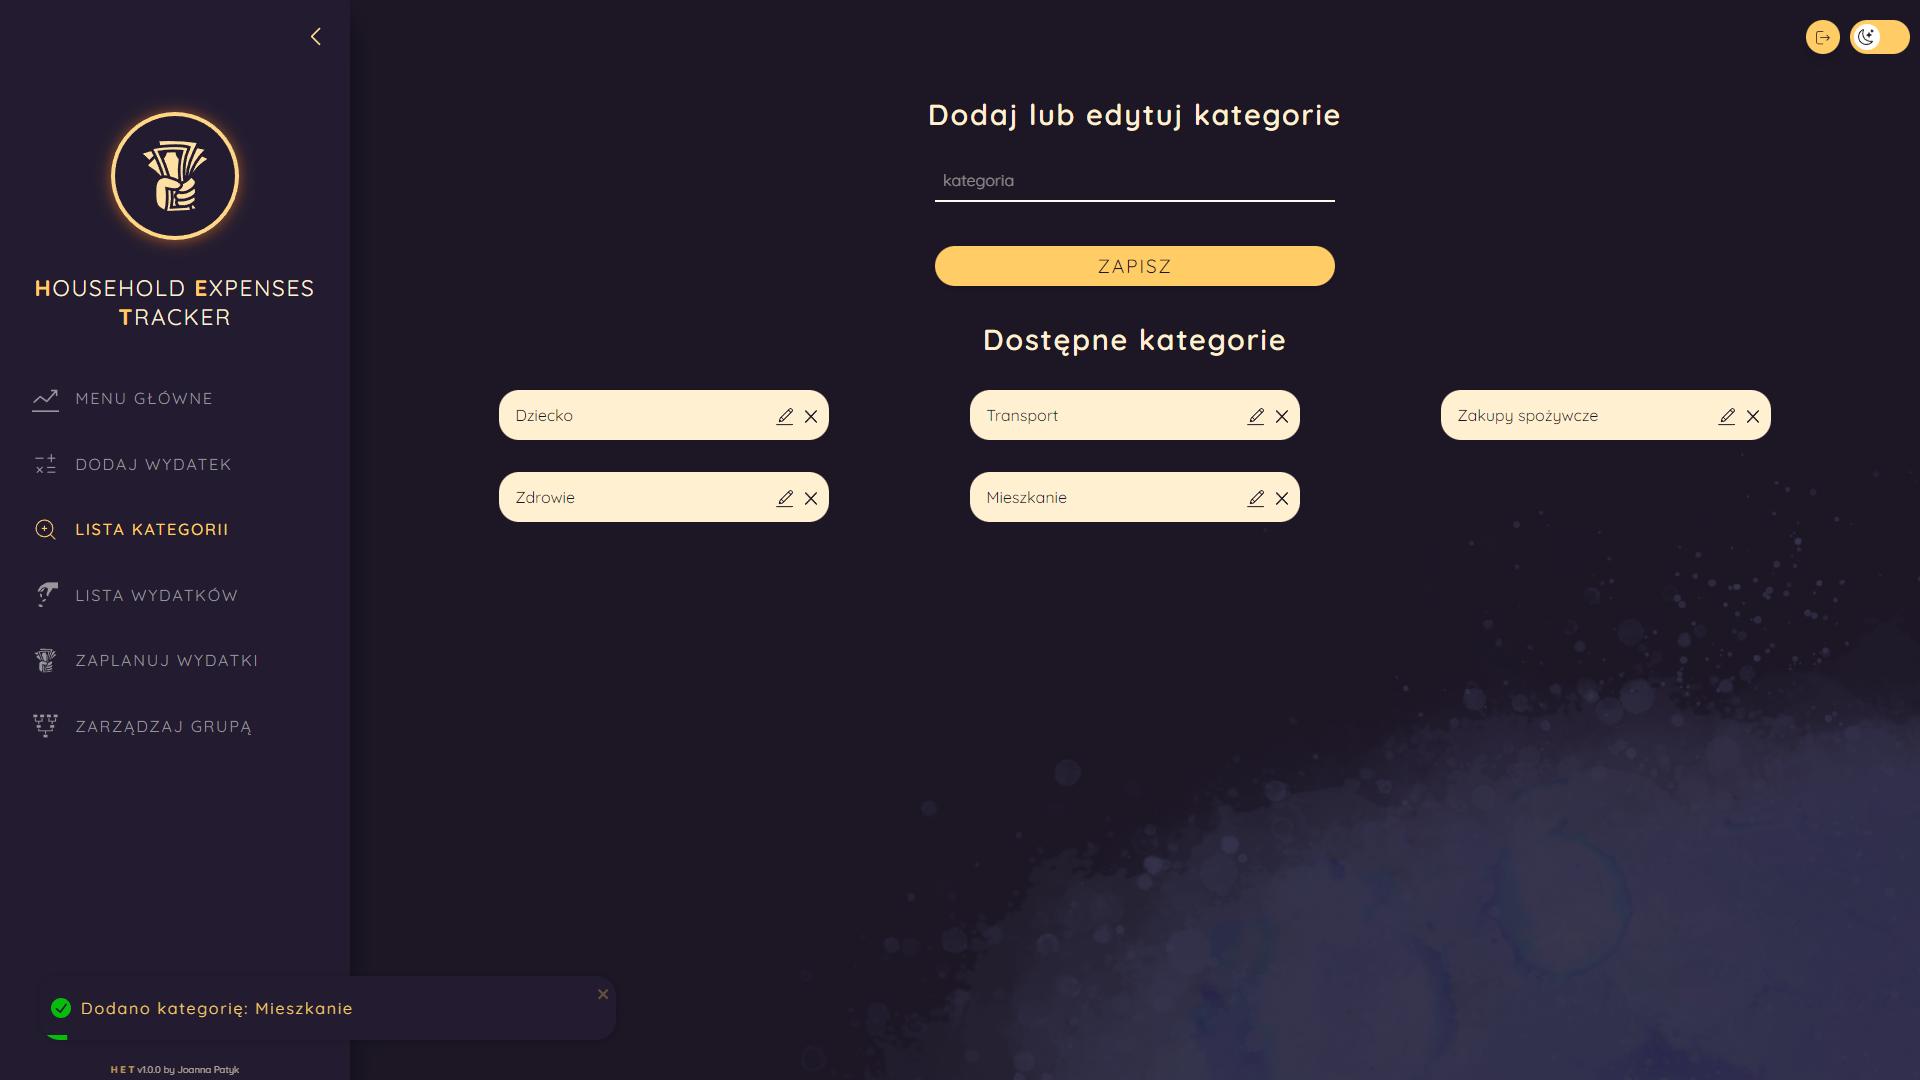 HOUSEHOLD EXPENSES
TRACKER
MENU GŁÓWNE
DODAJ WYDATEK
LISTA KATEGORII
LISTA WYDATKÓW
ZAPLANUJ WYDATKI
ZARZĄDZAJ GRUPĄ
Dodaj lub edytuj kategorie
kategoria
ZAPISZ
Dostępne kategorie
Dziecko
Transport
Zakupy spożywcze
Zdrowie
Mieszkanie
Dodano kategorię: Mieszkanie
HET v1.0.0 by Joanna Patyk